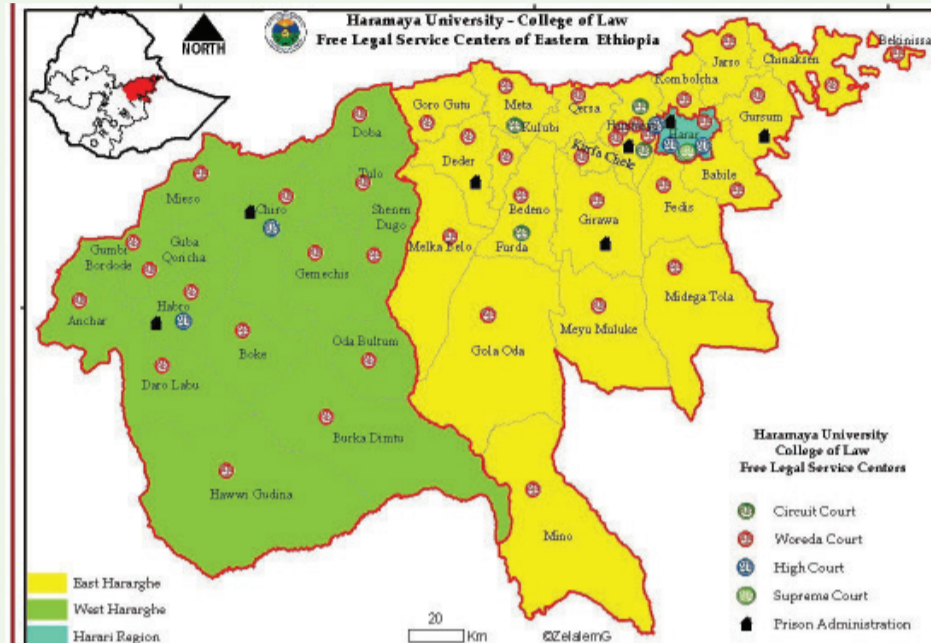 Haramaya University - College of Law
Free Legal Service Centers of Eastern Ethiopia
NORTH
Bekinissa
Jarso
Chinaksen
Kombolcha
Goro Gutu
Meta
Qersa
Gursum
Kulubi
Harar
Doba
Kurfa Chele
Deder
Tulo
Babile
Mieso
Chiro
Bedeno
Girawa
Fedis
Shenen
Dugo
Guba
Qoncha
Gumbi
Bordode
Melka Belo
Furda
Gemechis
Midega Tola
Anchar
Habro
Meyu Muluke
Boke
Oda Bultum
Gola Oda
Daro Labu
Burka Dimtu
Hawwi Gudina
Mino
Haramaya University
College of Law
Free Legal Service Centers
Circuit Court
Woreda Court
High Court
Supreme Court
Prison Administration
East Hararghe
West Hararghe
Harari Region
20
Km
©ZelalemG